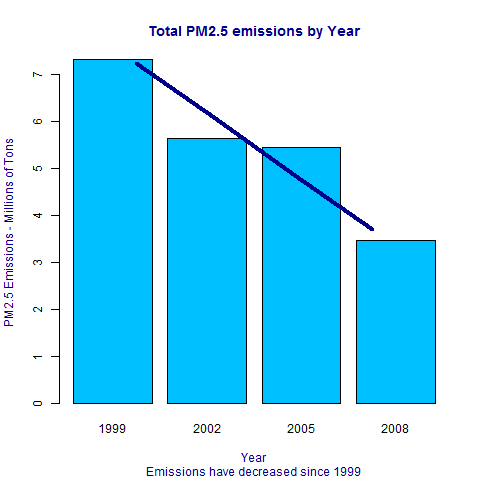 Total PM2.5 emissions by Year
PM2.5 Emissions - Millions of Tons
7
6
5
4
3
2
1
0
1999 2002 2005 2008
Year
Emissions have decreased since 1999